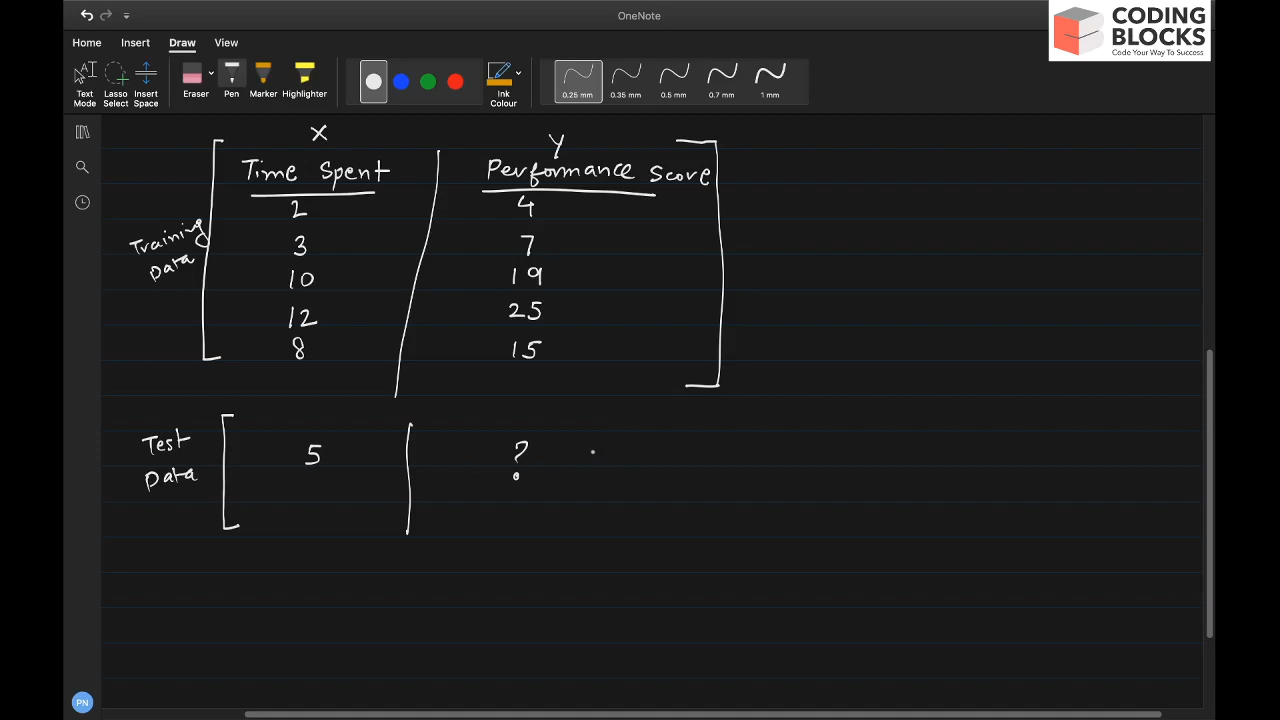 OneNote
CODING
BLOCKS
Code Your Way To Success
Home Insert Draw View
Text Mode
Lasso Select
Insert Space
Eraser
Pen
Marker
Highlighter
Ink Colour
0.25 mm
0.35 mm
0.5 mm
0.7 mm
1 mm
X Y
Time Spent Performance Score
2 4
3 7
10 19
12 25
8 15
Training
Data
Test
Data
5 ?
PN